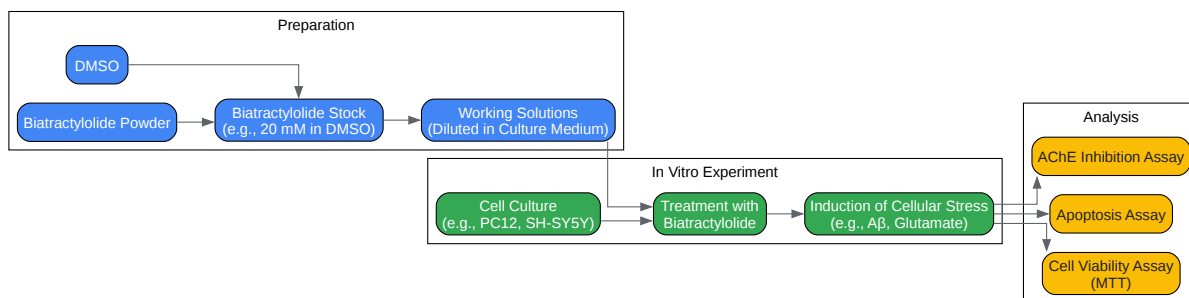 Preparation
DMSO
Biatractylolide Powder
Biatractylolide Stock
(e.g., 20 mM in DMSO)
Working Solutions
(Diluted in Culture Medium)
In Vitro Experiment
Cell Culture
(e.g., PC12, SH-SY5Y)
Treatment with
Biatractylolide
Induction of Cellular Stress
(e.g., Aβ, Glutamate)
Analysis
AChE Inhibition Assay
Apoptosis Assay
Cell Viability Assay
(MTT)